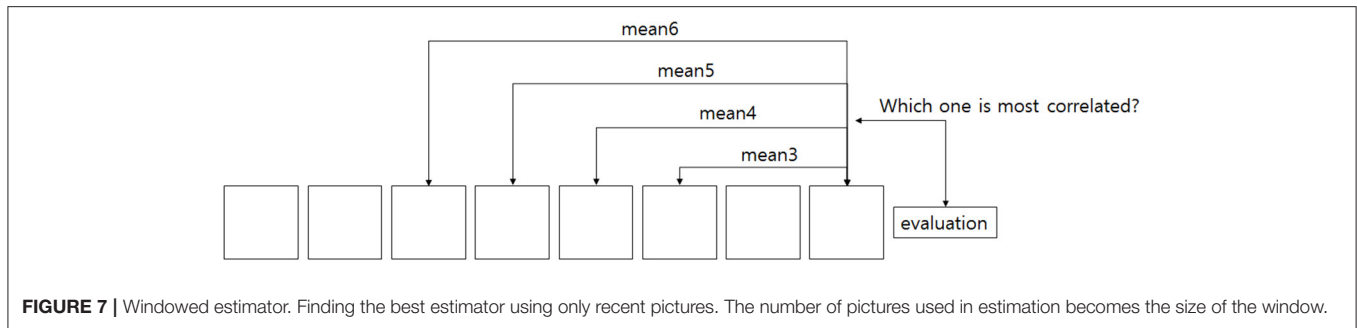 mean6
mean5
Which one is most correlated?
mean4
mean3
evaluation
FIGURE 7 | Windowed estimator. Finding the best estimator using only recent pictures. The number of pictures used in estimation becomes the size of the window.